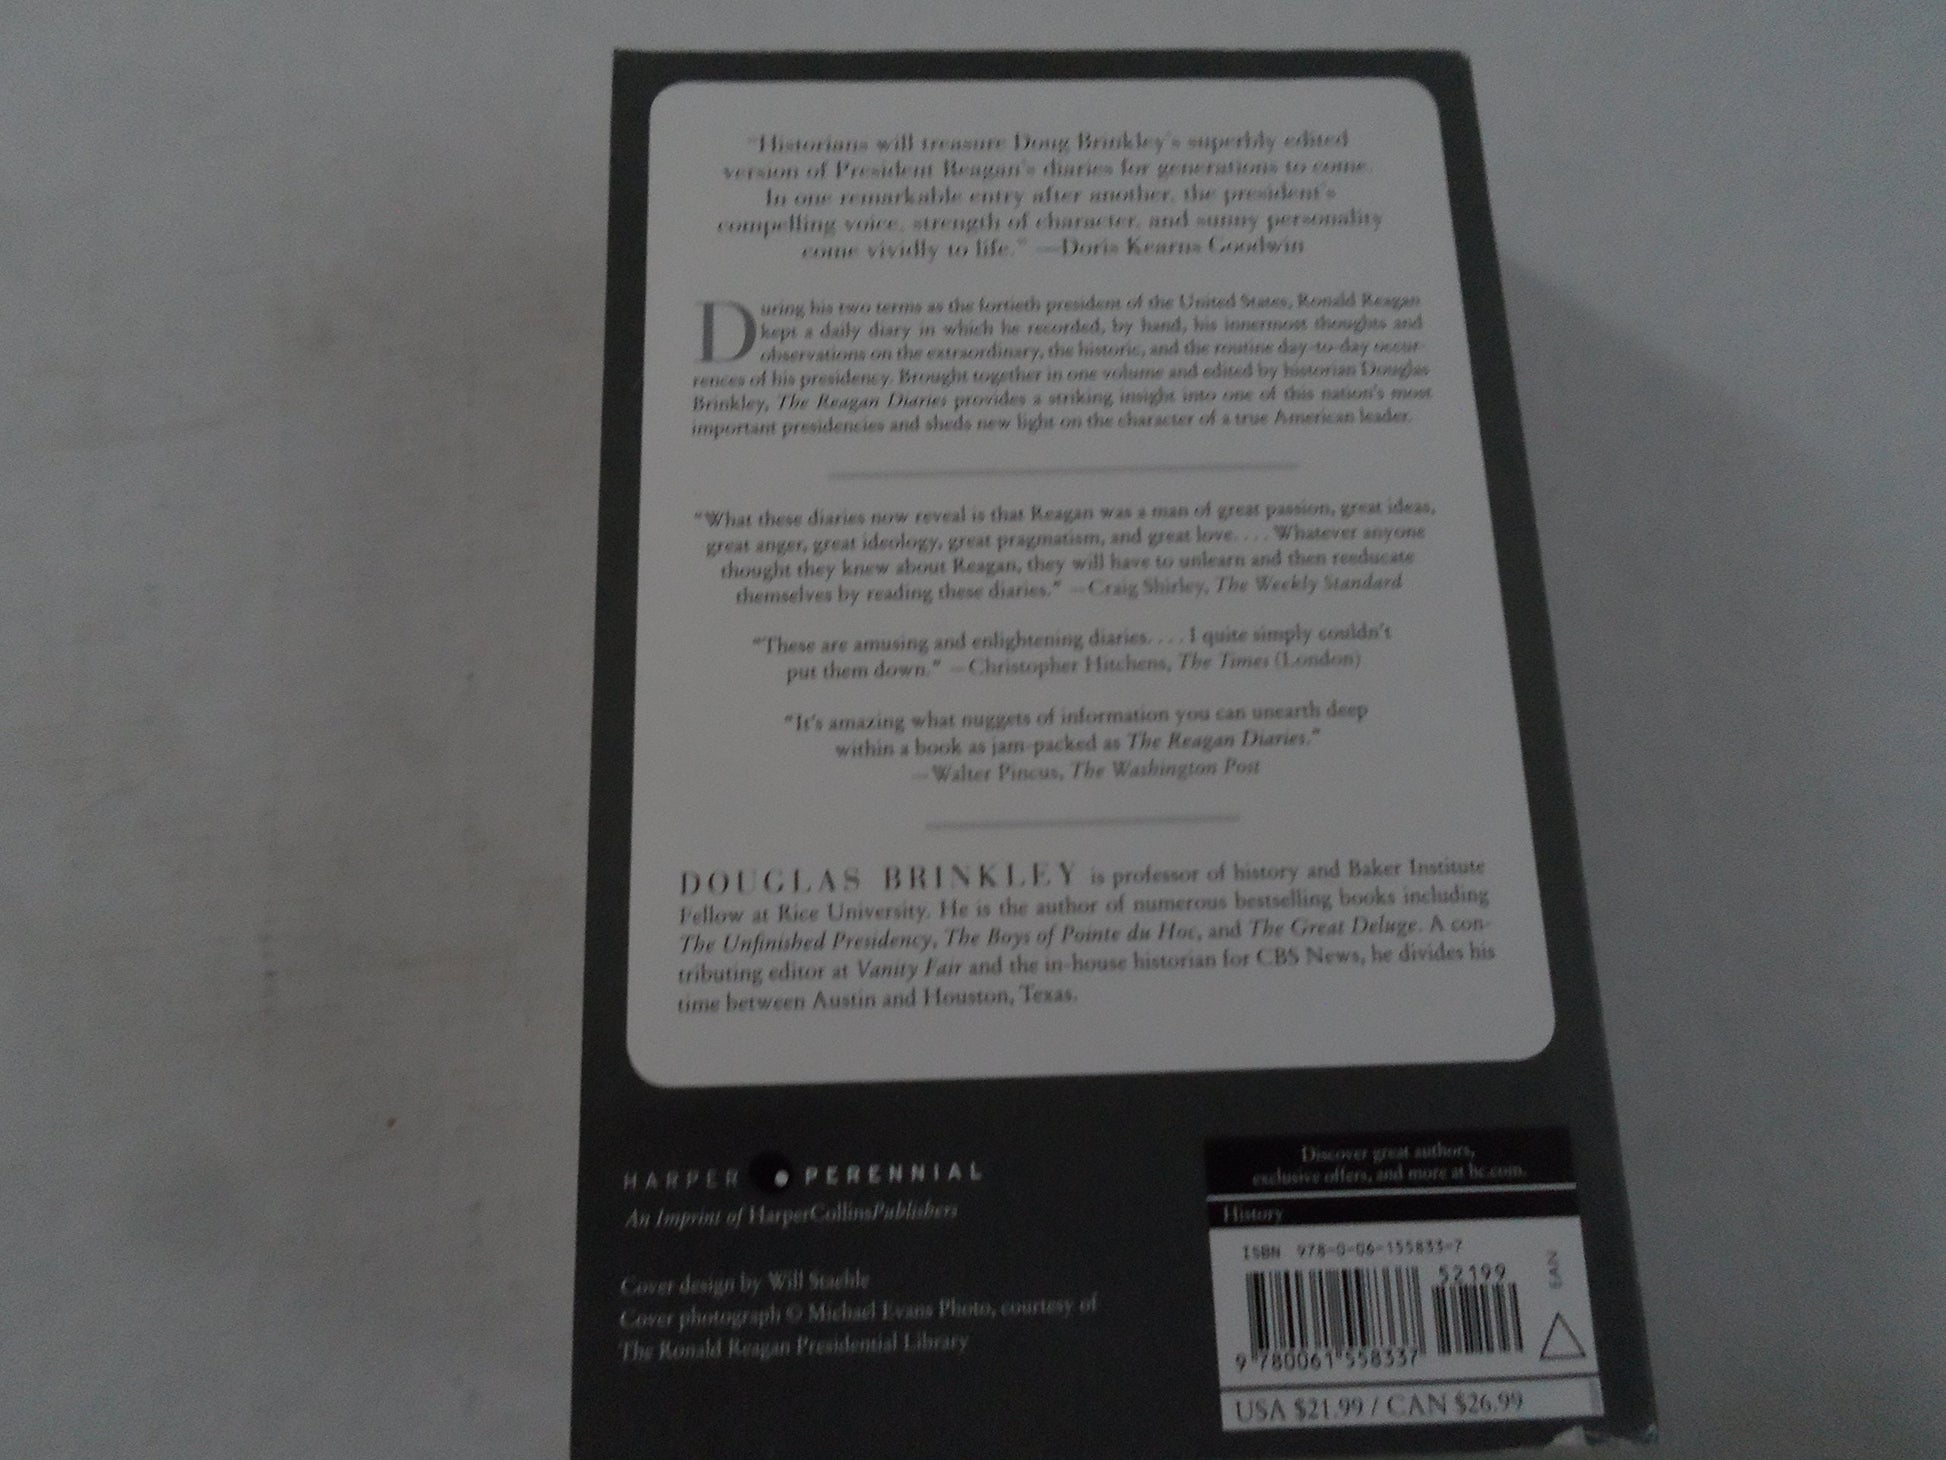 "Historians will treasure Doug Brinkley's superbly edited
version of President Reagan's diaries for generations to come.
In one remarkable entry after another, the president's
compelling voice, strength of character, and sunny personality
come vividly to life." —Doris Kearns Goodwin
During his two terms as the fortieth president of the United States, Ronald Reagan
kept a daily diary in which he recorded, by hand, his innermost thoughts and
observations on the extraordinary, the historic, and the routine day-to-day occur-
rences of his presidency. Brought together in one volume and edited by historian Douglas
Brinkley, The Reagan Diaries provides a striking insight into one of this nation's most
important presidencies and sheds new light on the character of a true American leader.
"What these diaries now reveal is that Reagan was a man of great passion, great ideas,
great anger, great ideology, great pragmatism, and great love. . . . Whatever anyone
thought they knew about Reagan, they will have to unlearn and then reeducate
themselves by reading these diaries." —Craig Shirley, The Weekly Standard
"These are amusing and enlightening diaries. . . . I quite simply couldn't
put them down." —Christopher Hitchens, The Times (London)
"It's amazing what nuggets of information you can unearth deep
within a book as jam-packed as The Reagan Diaries."
—Walter Pincus, The Washington Post
DOUGLAS BRINKLEY is professor of history and Baker Institute
Fellow at Rice University. He is the author of numerous bestselling books including
The Unfinished Presidency, The Boys of Pointe du Hoc, and The Great Deluge. A con-
tributing editor at Vanity Fair and the in-house historian for CBS News, he divides his
time between Austin and Houston, Texas.
HARPER PERENNIAL
An Imprint of HarperCollinsPublishers
Cover design by Will Staehle
Cover photograph © Michael Evans Photo, courtesy of
The Ronald Reagan Presidential Library
Discover great authors,
exclusive offers, and more at hc.com.
History
ISBN 978-0-06-155833-7
52199
EAN
9 780061 558337
USA $21.99 / CAN $26.99